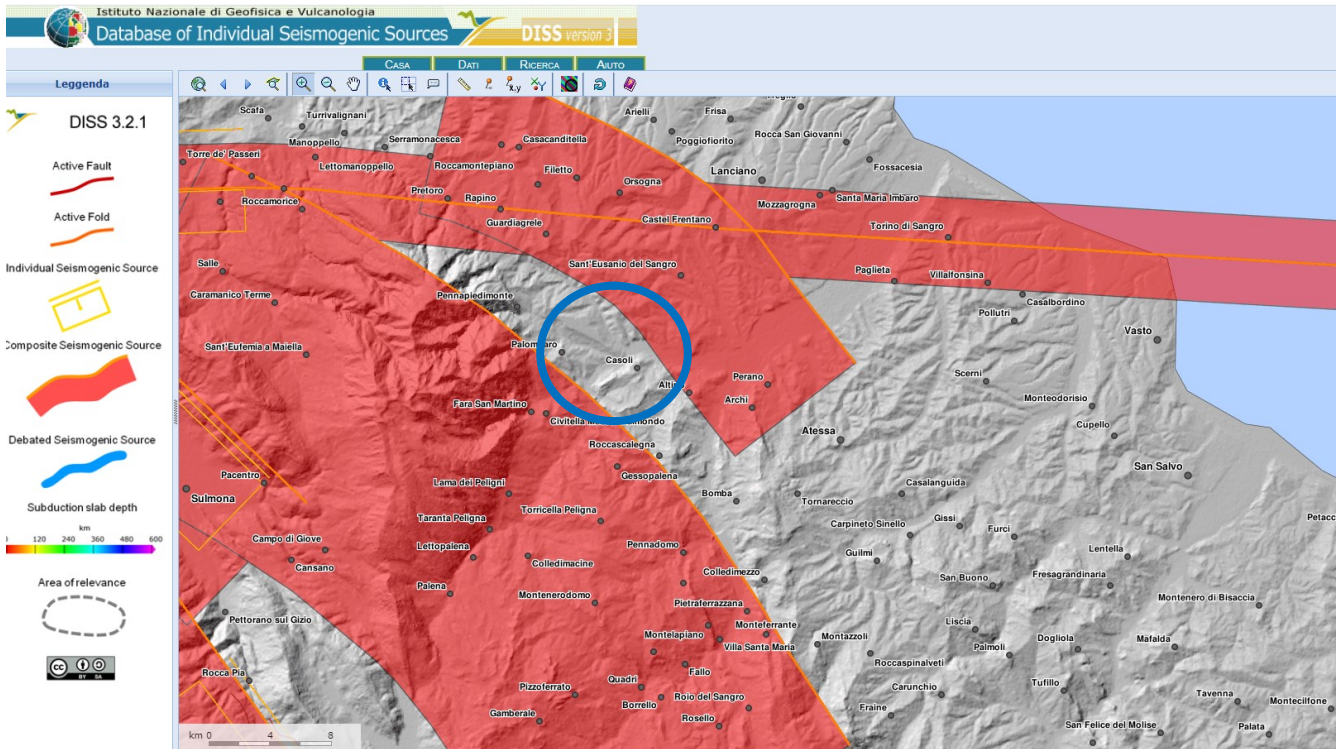 Istituto Nazionale di Geofisica e Vulcanologia
Database of Individual Seismogenic Sources
DISS version 3
CASA DATI RICERCA AIUTO
Leggenda
DISS 3.2.1
Active Fault
Active Fold
Individual Seismogenic Source
Composite Seismogenic Source
Debated Seismogenic Source
Subduction slab depth
km
120 240 360 480 600
Area of relevance
CC BY SA
Scafa
Turrivalignani
Manoppello
Serramonacesca
Casacanditella
Arielli
Frisa
Poggiofiorito
Rocca San Giovanni
Torre de' Passeri
Lettomanoppello
Roccamontepiano
Filetto
Orsogna
Lanciano
Fossacesia
Roccamorice
Pretoro
Rapino
Mozzagrogna
Santa Maria Imbaro
Guardiagrele
Castel Frentano
Torino di Sangro
Salle
Sant'Eusanio del Sangro
Paglieta
Villalfonsina
Caramanico Terme
Pennapiedimonte
Casalbordino
Pollutri
Vasto
Sant'Eufemia a Maiella
Casoli
Perano
Scerni
Archi
Monteodorisio
Fara San Martino
Atessa
Cupello
Roccascalegna
Gessopalena
San Salvo
Pacentro
Sulmona
Lama dei Peligni
Bomba
Tornareccio
Casalanguida
Taranta Peligna
Torricella Peligna
Carpineto Sinello
Gissi
Furci
Campo di Giove
Lettopalena
Pennadomo
Guilmi
Lentella
Cansano
Colledimacine
Colledimezzo
San Buono
Fresagrandinaria
Palena
Montenerodomo
Pietraferrazzana
Montenero di Bisaccia
Pettorano sul Gizio
Monteferrante
Liscia
Montelapiano
Villa Santa Maria
Montazzoli
Palmoli
Dogliola
Mafalda
Rocca Pia
Fallo
Roccaspinalveti
Quadri
Pizzoferrato
Borrello
Roio del Sangro
Carunchio
Tufillo
Tavenna
Montecilfone
Gamberale
Rosello
Fraine
San Felice del Molise
Palata
km 0 4 8